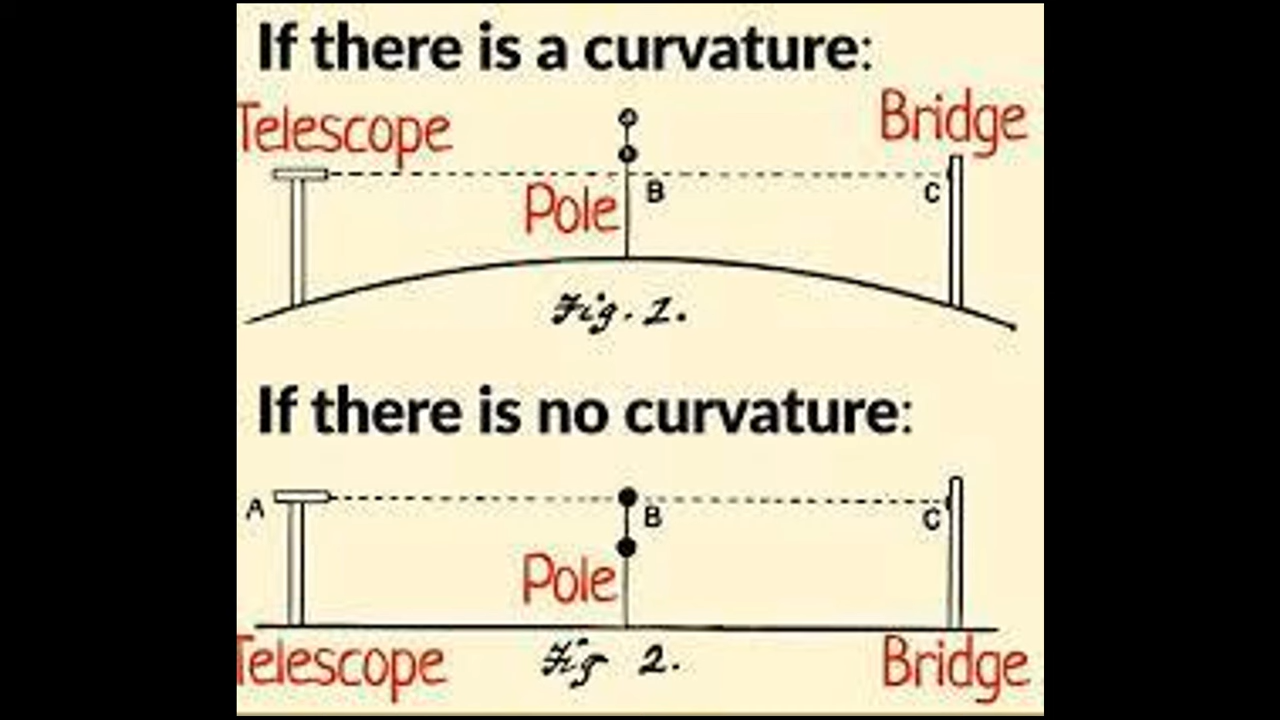 If there is a curvature:
Telescope
Bridge
Pole
B
C
Fig. 1.
If there is no curvature:
A
B
C
Pole
Telescope
Fig 2.
Bridge